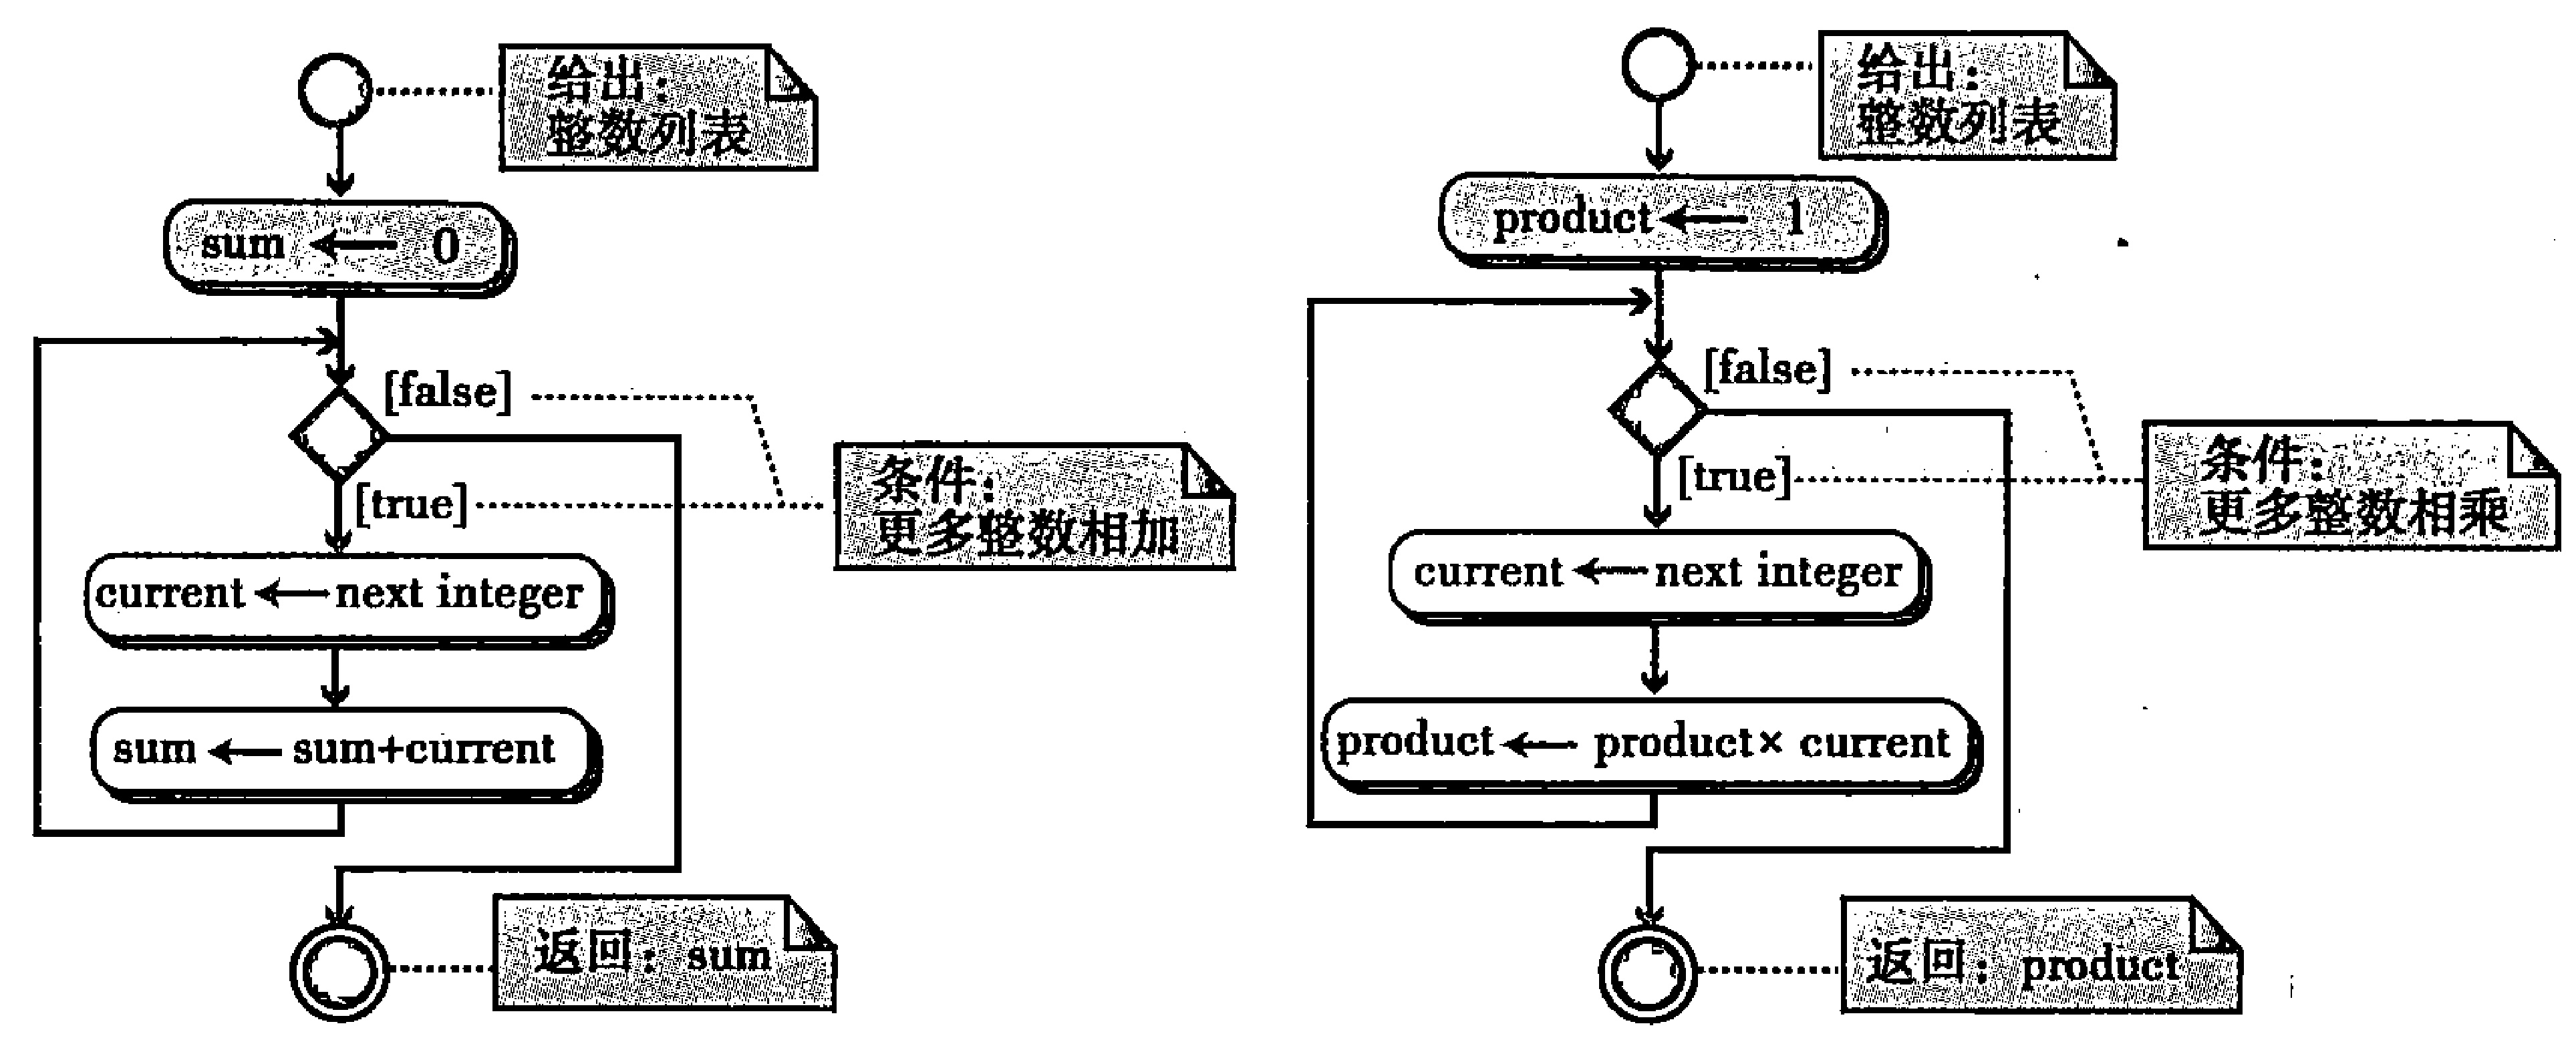 给出：
整数列表
sum ← 0
[false]
[true]
条件：
更多整数相加
current ← next integer
sum ← sum+current
返回：sum
给出：
整数列表
product ← 1
[false]
[true]
条件：
更多整数相乘
current ← next integer
product ← product× current
返回：product